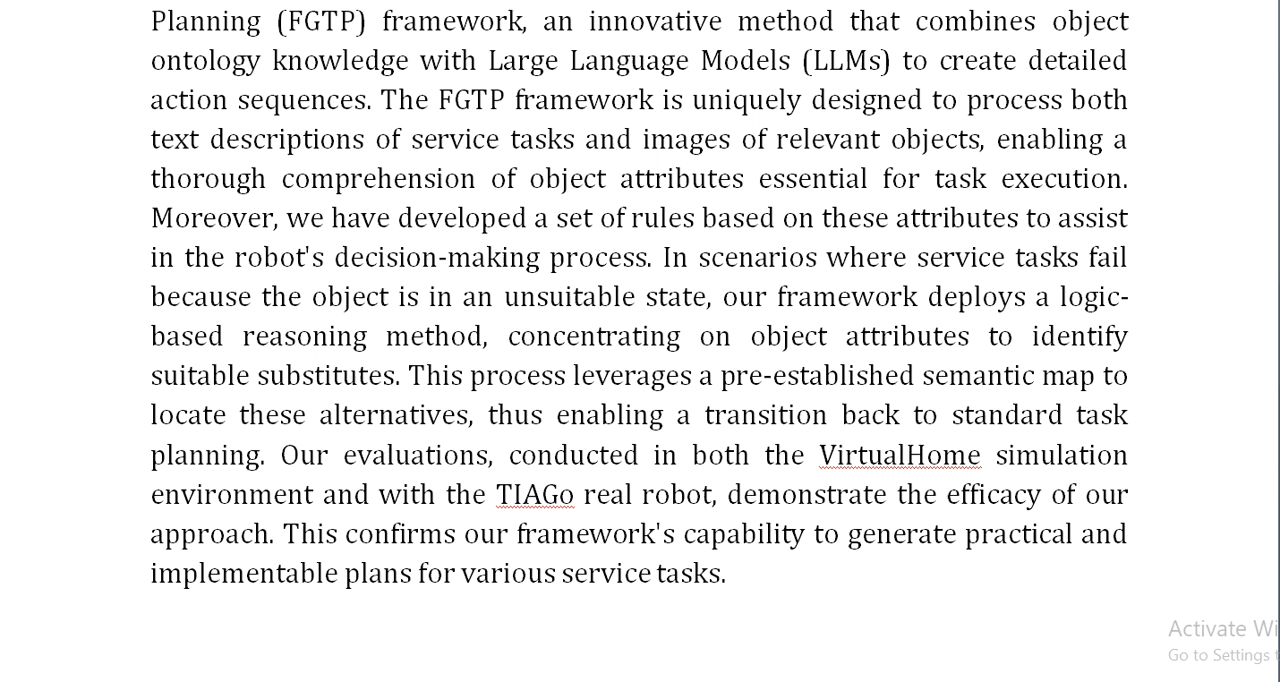 Planning (FGTP) framework, an innovative method that combines object
ontology knowledge with Large Language Models (LLMs) to create detailed
action sequences. The FGTP framework is uniquely designed to process both
text descriptions of service tasks and images of relevant objects, enabling a
thorough comprehension of object attributes essential for task execution.
Moreover, we have developed a set of rules based on these attributes to assist
in the robot's decision-making process. In scenarios where service tasks fail
because the object is in an unsuitable state, our framework deploys a logic-
based reasoning method, concentrating on object attributes to identify
suitable substitutes. This process leverages a pre-established semantic map to
locate these alternatives, thus enabling a transition back to standard task
planning. Our evaluations, conducted in both the VirtualHome simulation
environment and with the TIAGo real robot, demonstrate the efficacy of our
approach. This confirms our framework's capability to generate practical and
implementable plans for various service tasks.
Activate Wi
Go to Settings